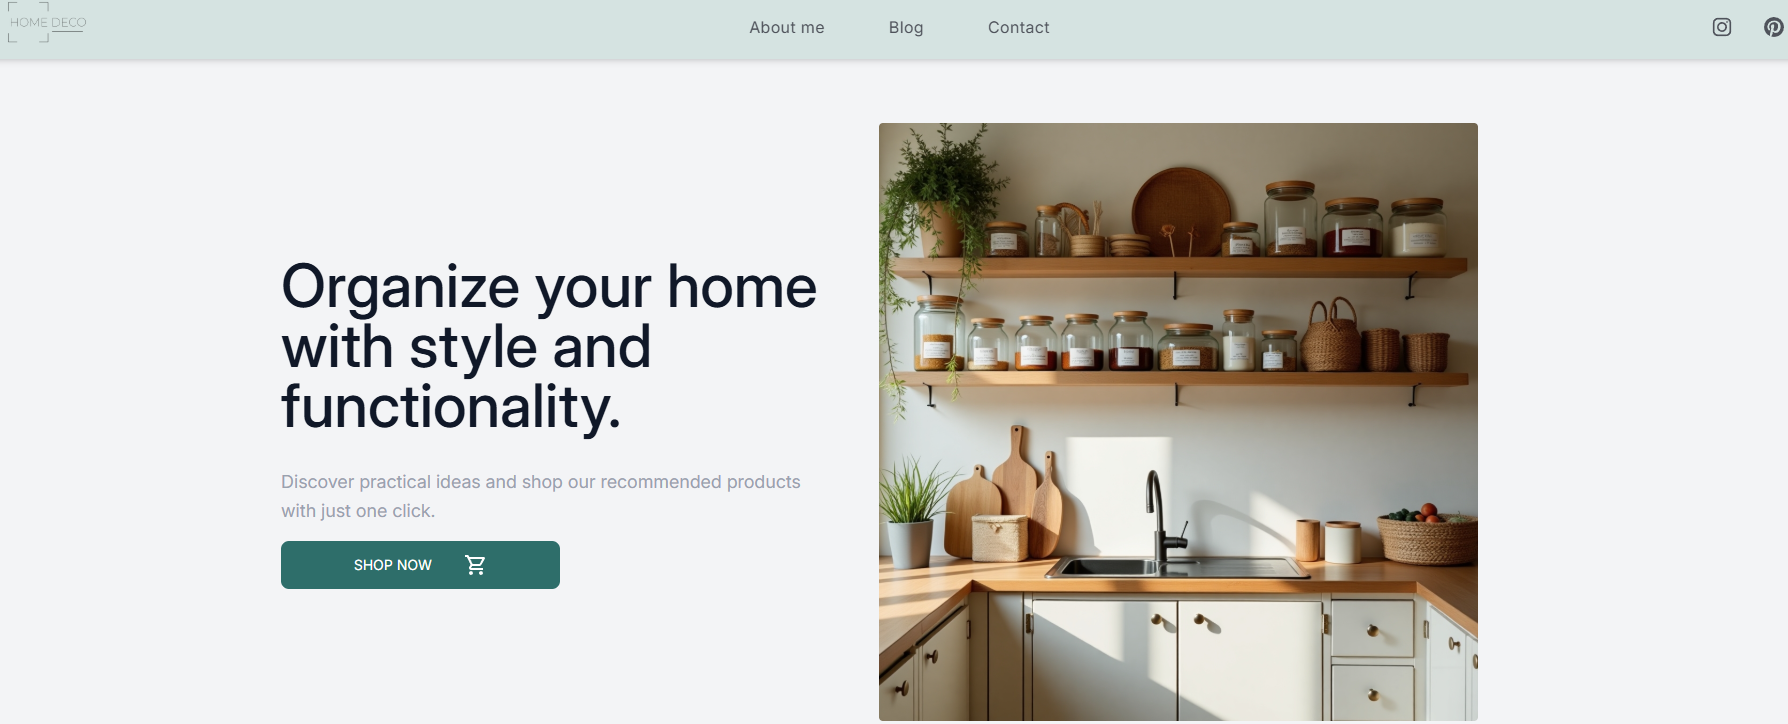 HOME DECO
About me
Blog
Contact
Organize your home
with style and
functionality.
Discover practical ideas and shop our recommended products
with just one click.
SHOP NOW